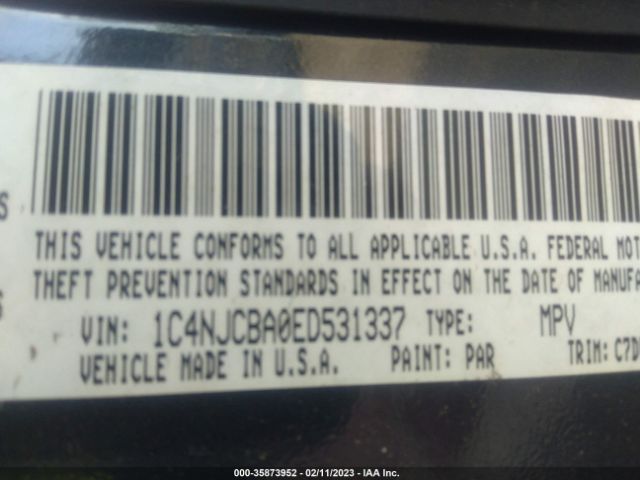 THIS VEHICLE CONFORMS TO ALL APPLICABLE U.S.A. FEDERAL MOT
THEFT PREVENTION STANDARDS IN EFFECT ON THE DATE OF MANUFA
VIN: 1C4NJCBA0ED531337 TYPE: MPV
VEHICLE MADE IN U.S.A. PAINT: PAR TRIM: C7D
S
S
000-35873952 - 02/11/2023 - IAA Inc.